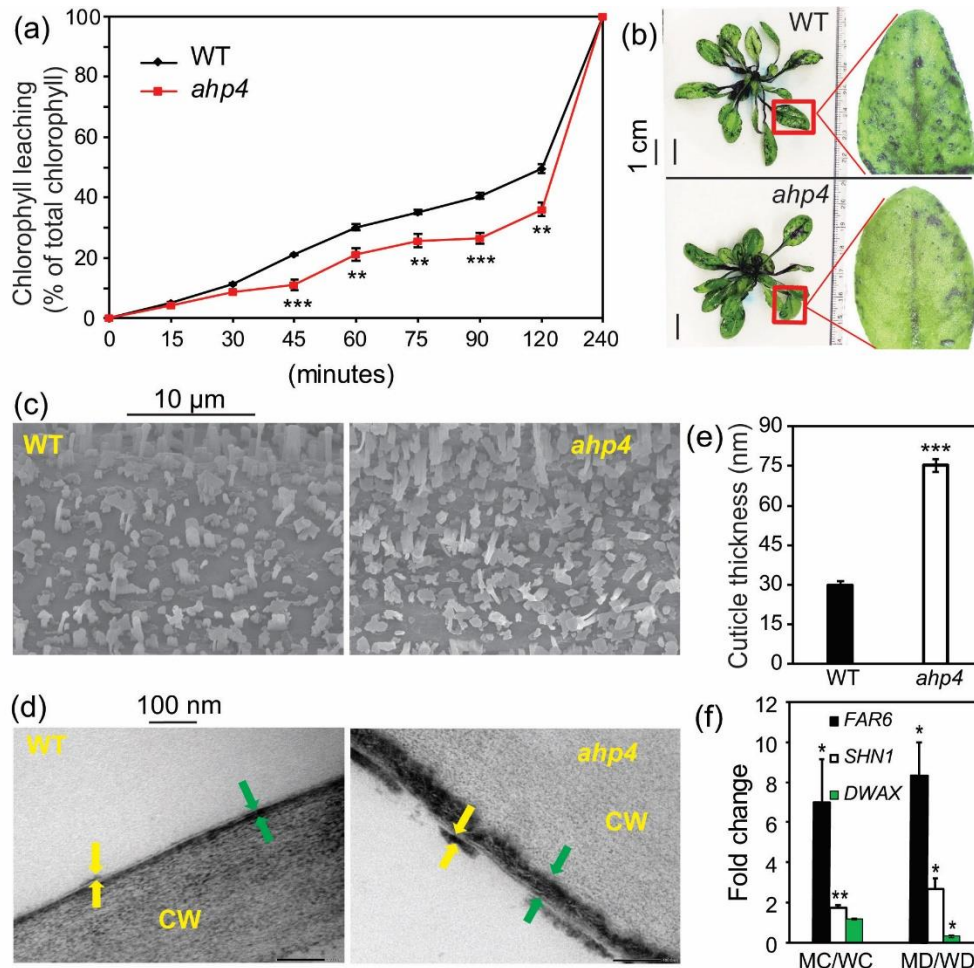 (a)
100
80
60
40
20
0
Chlorophyll leaching
(% of total chlorophyll)
WT
ahp4
***
**
**
***
**
0 15 30 45 60 75 90 120 240
(minutes)
(b)
WT
1 cm
ahp4
(c)
10 µm
WT
ahp4
(d)
100 nm
WT
CW
ahp4
CW
(e)
90
75
60
45
30
15
0
Cuticle thickness (nm)
***
WT ahp4
(f)
12
10
8
6
4
2
0
Fold change
FAR6
SHN1
DWAX
*
**
*
*
*
MC/WC MD/WD